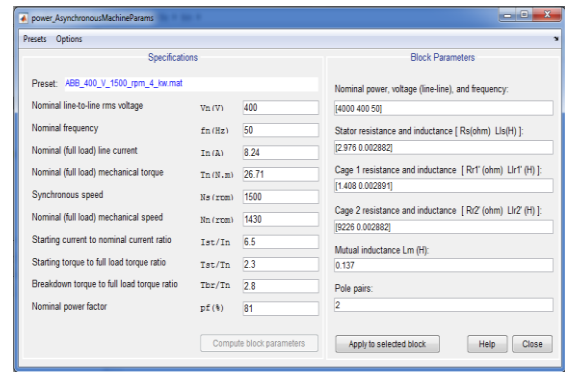 power_AsynchronousMachineParams
Presets Options
Specifications
Preset: ABB_400_V_1500_rpm_4_kw.mat
Nominal line-to-line rms voltage Vn(V) 400
Nominal frequency fn(Hz) 50
Nominal (full load) line current In(A) 8.24
Nominal (full load) mechanical torque Tn(N.m) 26.71
Synchronous speed Ns(rpm) 1500
Nominal (full load) mechanical speed Nn(rpm) 1430
Starting current to nominal current ratio Ist/In 6.5
Starting torque to full load torque ratio Tst/Tn 2.3
Breakdown torque to full load torque ratio Tbr/Tn 2.8
Nominal power factor pf(%) 81
Compute block parameters
Block Parameters
Nominal power, voltage (line-line), and frequency:
[4000 400 50]
Stator resistance and inductance [ Rs(ohm) Lls(H) ]:
[2.976 0.002882]
Cage 1 resistance and inductance [ Rr1' (ohm) Llr1' (H) ]:
[1.408 0.002891]
Cage 2 resistance and inductance [ Rr2' (ohm) Llr2' (H) ]:
[9226 0.002882]
Mutual inductance Lm (H):
0.137
Pole pairs:
2
Apply to selected block Help Close